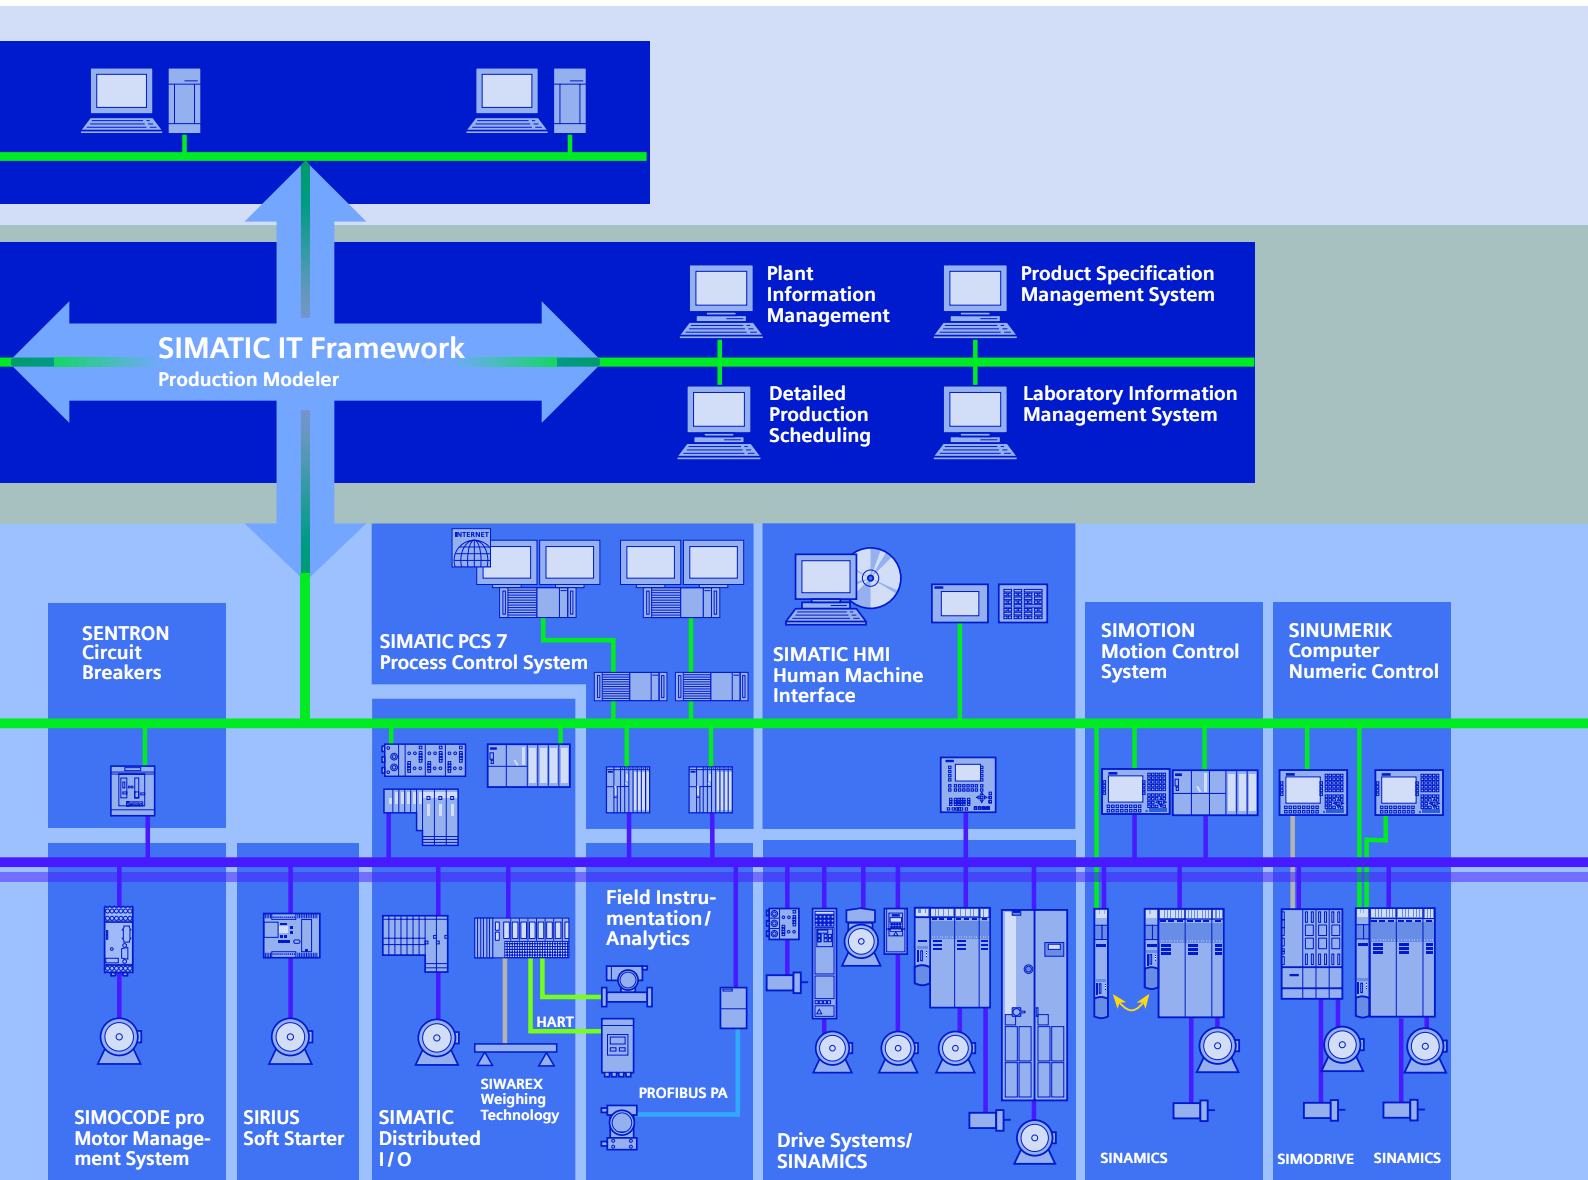 Plant
Information
Management
Product Specification
Management System
SIMATIC IT Framework
Production Modeler
Detailed
Production
Scheduling
Laboratory Information
Management System
INTERNET
SENTRON
Circuit
Breakers
SIMATIC PCS 7
Process Control System
SIMATIC HMI
Human Machine
Interface
SIMOTION
Motion Control
System
SINUMERIK
Computer
Numeric Control
Field Instru-
mentation/
Analytics
HART
PROFIBUS PA
SIWAREX
Weighing
Technology
SIMOCODE pro
Motor Manage-
ment System
SIRIUS
Soft Starter
SIMATIC
Distributed
I/O
Drive Systems/
SINAMICS
SINAMICS
SIMODRIVE
SINAMICS